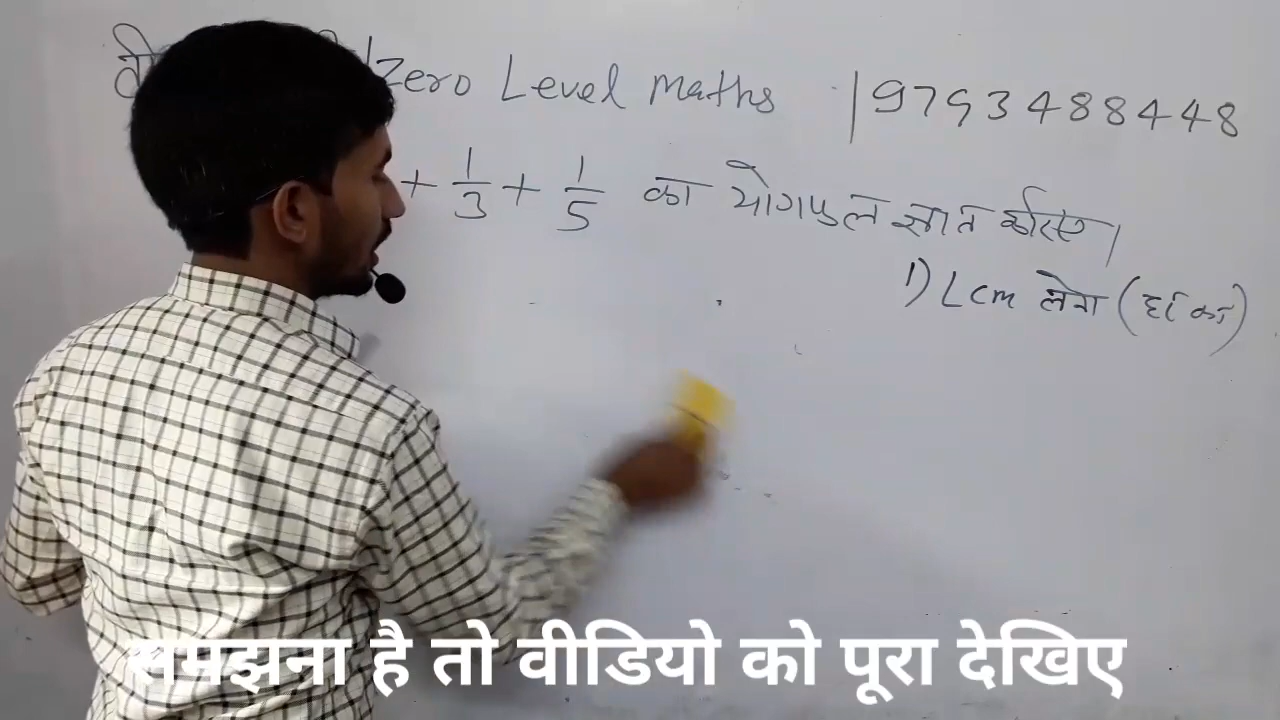 zero Level maths | 9793488448
+ 1/3 + 1/5 का योगफल ज्ञात कीजिए।
1) Lcm लेना (हर का)
समझना है तो वीडियो को पूरा देखिए